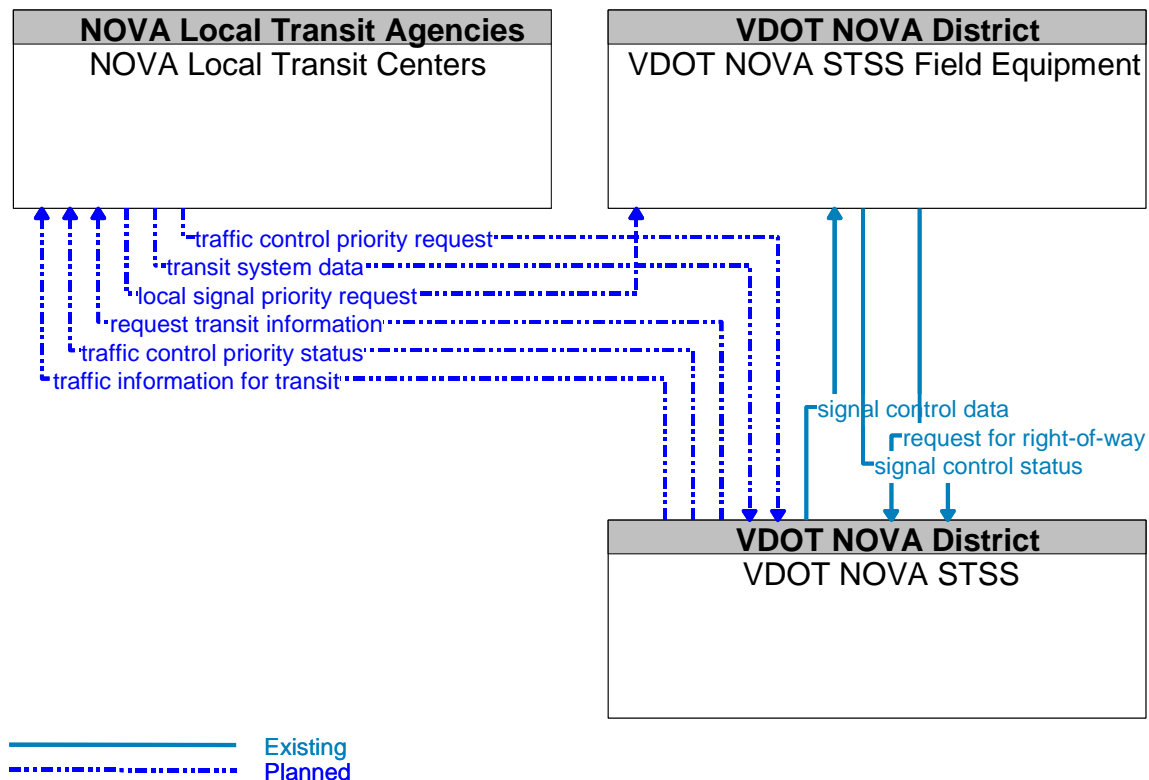 NOVA Local Transit Agencies
NOVA Local Transit Centers
VDOT NOVA District
VDOT NOVA STSS Field Equipment
traffic control priority request
transit system data
local signal priority request
request transit information
traffic control priority status
traffic information for transit
signal control data
request for right-of-way
signal control status
VDOT NOVA District
VDOT NOVA STSS
Existing
Planned